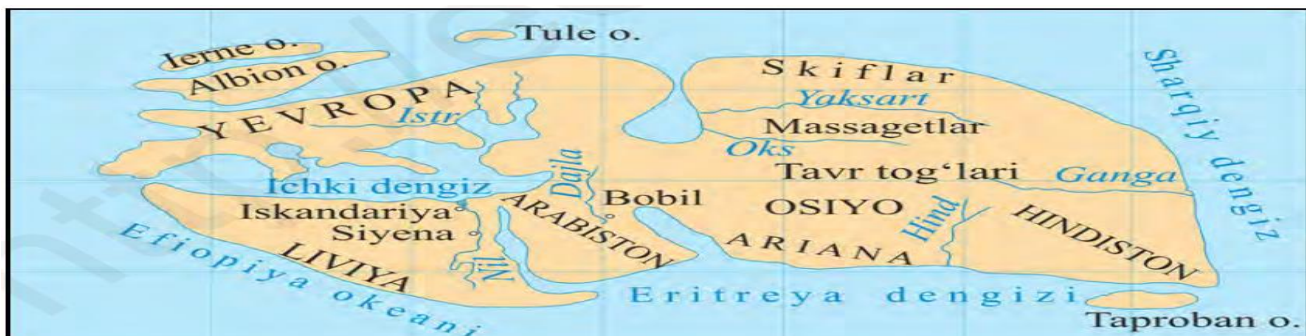 Tule o.
Ierne o.
Albion o.
YEVROPA
Istr
Skiflar
Yaksart
Massagetlar
Oks
Sharqiy dengiz
Tavr tog‘lari
Ganga
Ichki dengiz
Dajla
Bobil
Iskandariya
Siyena
ARABISTON
OSIYO
Hind
HINDISTON
ARIANA
LIVIYA
Nil
Efiopiya okeani
Eritreya dengizi
Taproban o.